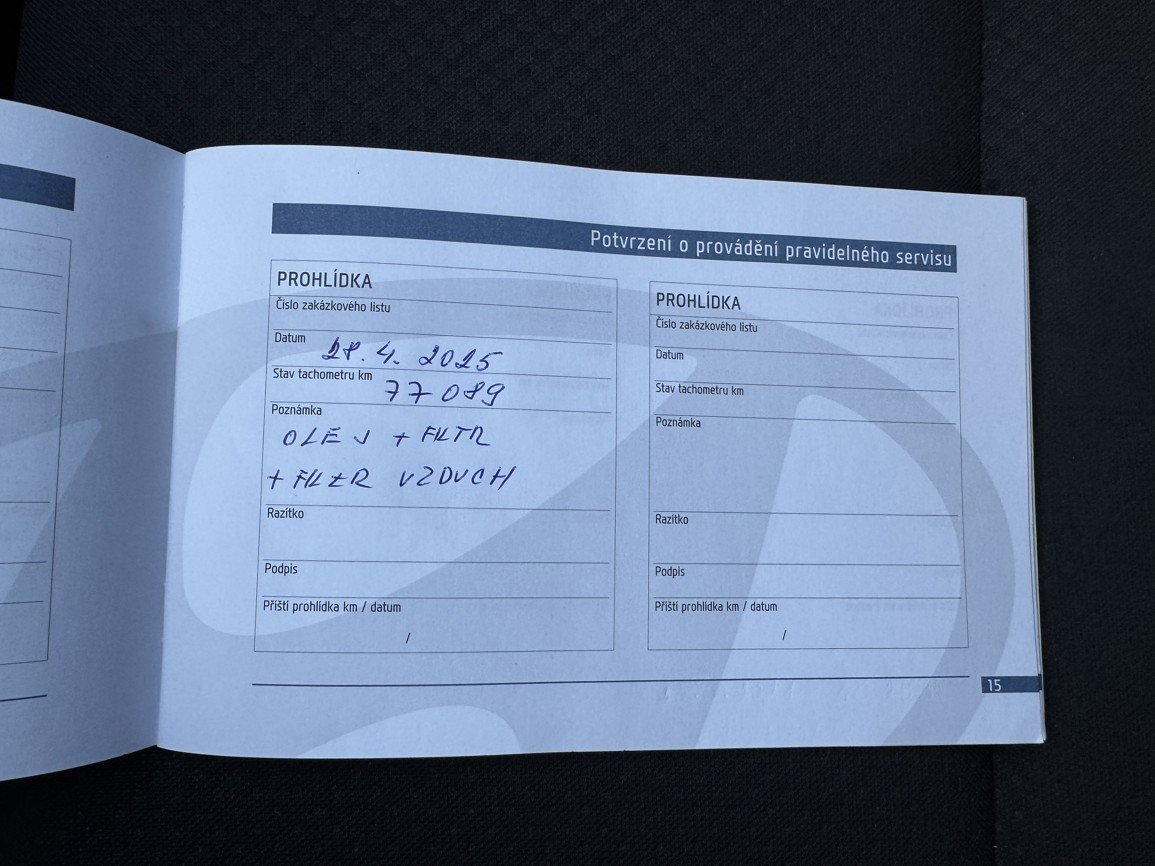 Potvrzení o provádění pravidelného servisu
PROHLÍDKA
Číslo zakázkového listu
Datum 28. 4. 2025
Stav tachometru km 77 089
Poznámka
OLEJ + FILTR
+ FILTR VZDUCH
Razítko
Podpis
Příští prohlídka km / datum
/
PROHLÍDKA
Číslo zakázkového listu
Datum
Stav tachometru km
Poznámka
Razítko
Podpis
Příští prohlídka km / datum
/
15